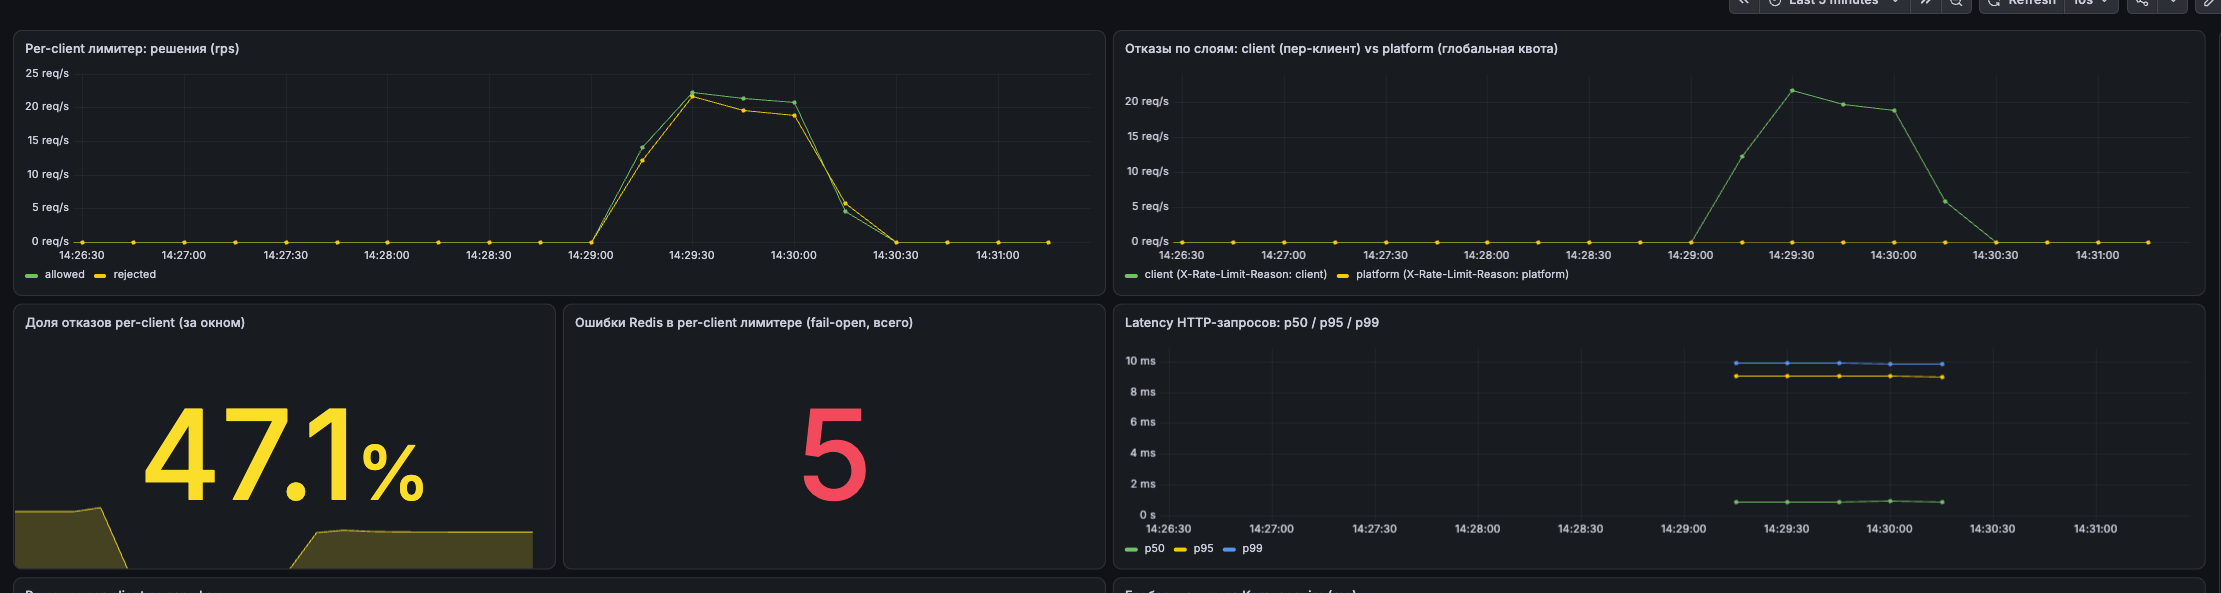 Last 5 minutes
Refresh 10s
Per-client лимитер: решения (rps)
25 req/s
20 req/s
15 req/s
10 req/s
5 req/s
0 req/s
14:26:30 14:27:00 14:27:30 14:28:00 14:28:30 14:29:00 14:29:30 14:30:00 14:30:30 14:31:00
allowed rejected
Отказы по слоям: client (пер-клиент) vs platform (глобальная квота)
20 req/s
15 req/s
10 req/s
5 req/s
0 req/s
14:26:30 14:27:00 14:27:30 14:28:00 14:28:30 14:29:00 14:29:30 14:30:00 14:30:30 14:31:00
client (X-Rate-Limit-Reason: client) platform (X-Rate-Limit-Reason: platform)
Доля отказов per-client (за окном)
47.1%
Ошибки Redis в per-client лимитере (fail-open, всего)
5
Latency HTTP-запросов: p50 / p95 / p99
10 ms
8 ms
6 ms
4 ms
2 ms
0 s
14:26:30 14:27:00 14:27:30 14:28:00 14:28:30 14:29:00 14:29:30 14:30:00 14:30:30 14:31:00
p50 p95 p99